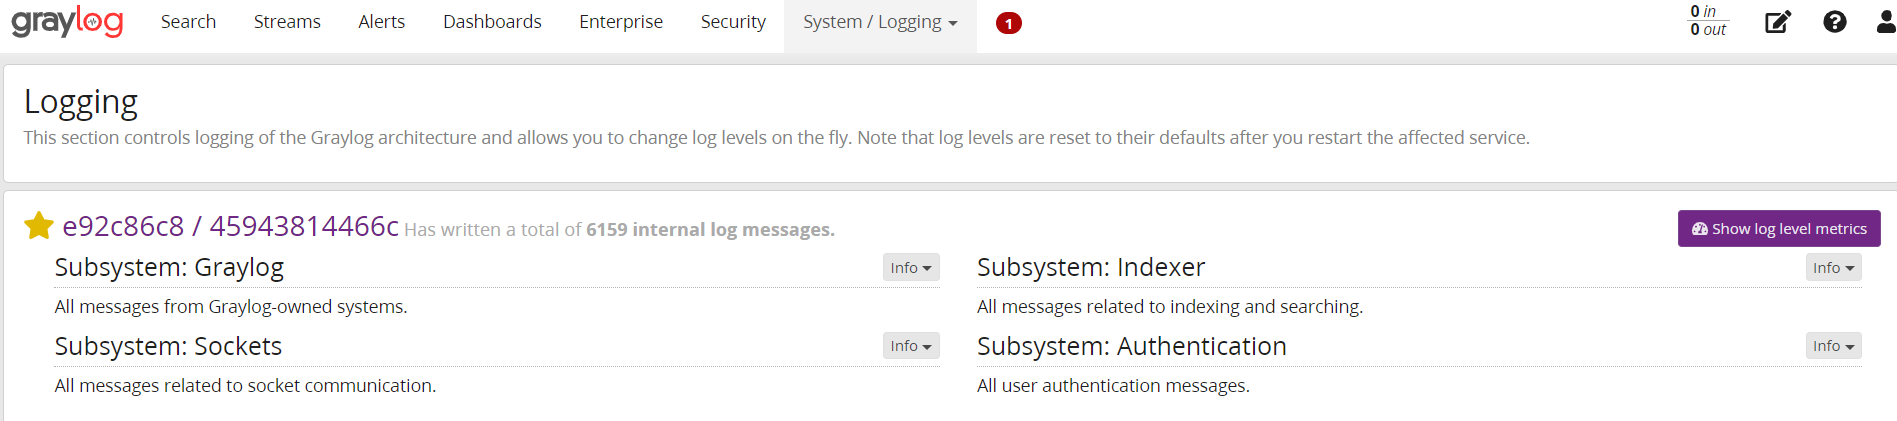 graylog Search Streams Alerts Dashboards Enterprise Security System / Logging 1 0 in
0 out
Logging
This section controls logging of the Graylog architecture and allows you to change log levels on the fly. Note that log levels are reset to their defaults after you restart the affected service.
e92c86c8 / 45943814466c Has written a total of 6159 internal log messages. Show log level metrics
Subsystem: Graylog Info
All messages from Graylog-owned systems.
Subsystem: Indexer Info
All messages related to indexing and searching.
Subsystem: Sockets Info
All messages related to socket communication.
Subsystem: Authentication Info
All user authentication messages.